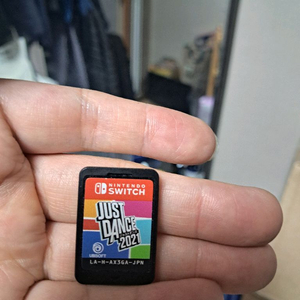 NINTENDO
SWITCH
JUST
DANCE
2021
UBISOFT
LA-H-AX3GA-JPN